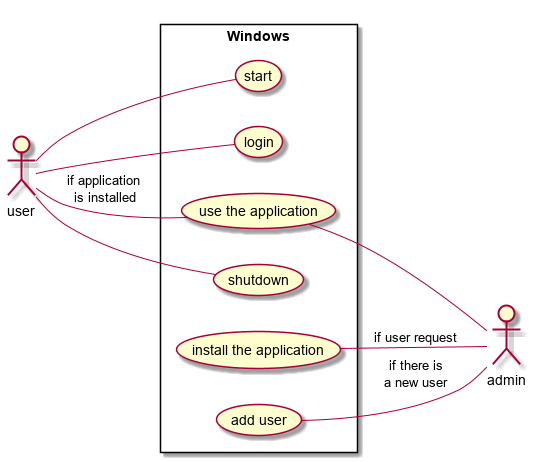 Windows
start
login
if application
is installed
user
use the application
shutdown
install the application
if user request
if there is
a new user
admin
add user